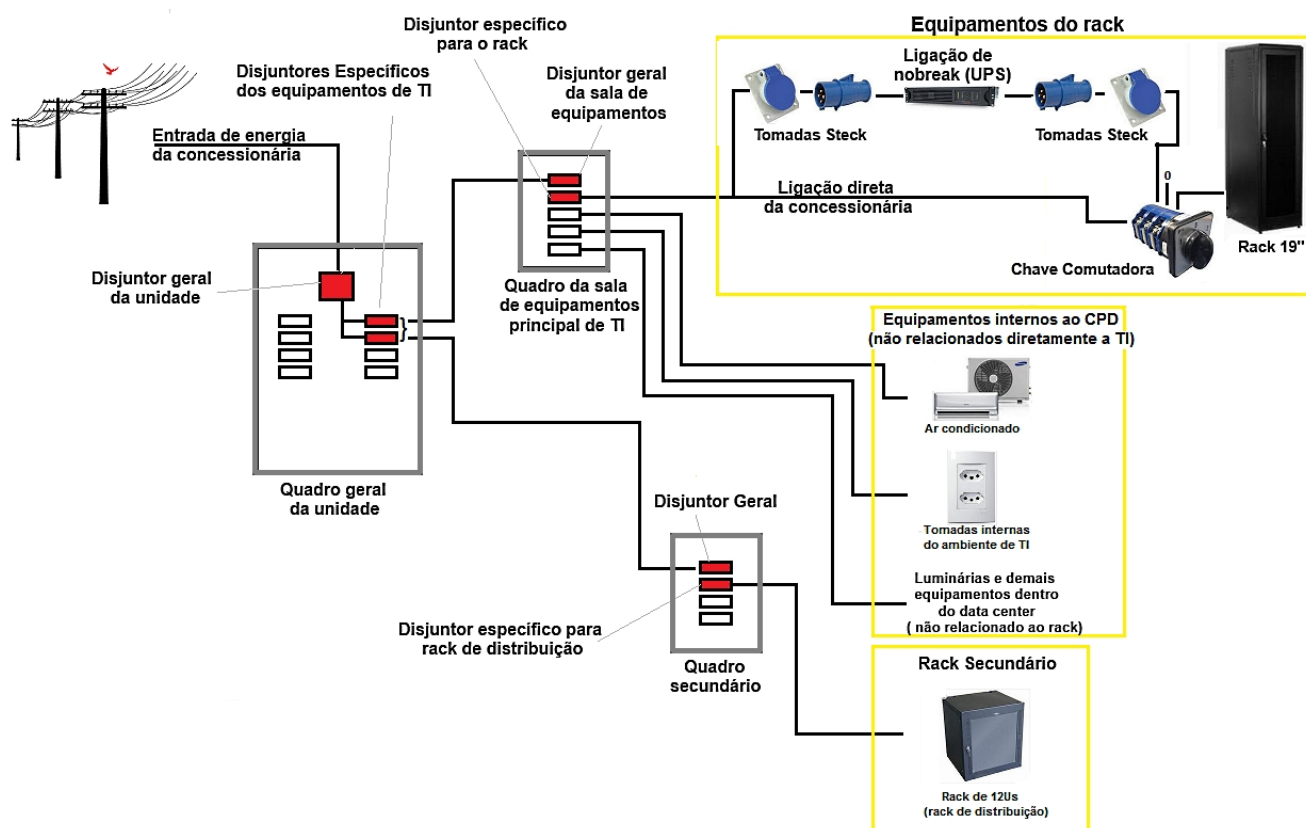 Equipamentos do rack
Disjuntor específico
para o rack
Ligação de
nobreak (UPS)
Disjuntores Específicos
dos equipamentos de TI
Disjuntor geral
da sala de
equipamentos
Tomadas Steck
Tomadas Steck
Entrada de energia
da concessionária
0
Ligação direta
da concessionária
Rack 19"
Chave Comutadora
Disjuntor geral
da unidade
Quadro da sala
de equipamentos
principal de TI
Equipamentos internos ao CPD
(não relacionados diretamente a TI)
Ar condicionado
Quadro geral
da unidade
Disjuntor Geral
Tomadas internas
do ambiente de TI
Luminárias e demais
equipamentos dentro
do data center
( não relacionado ao rack)
Disjuntor específico para
rack de distribuição
Quadro
secundário
Rack Secundário
Rack de 12Us
(rack de distribuição)